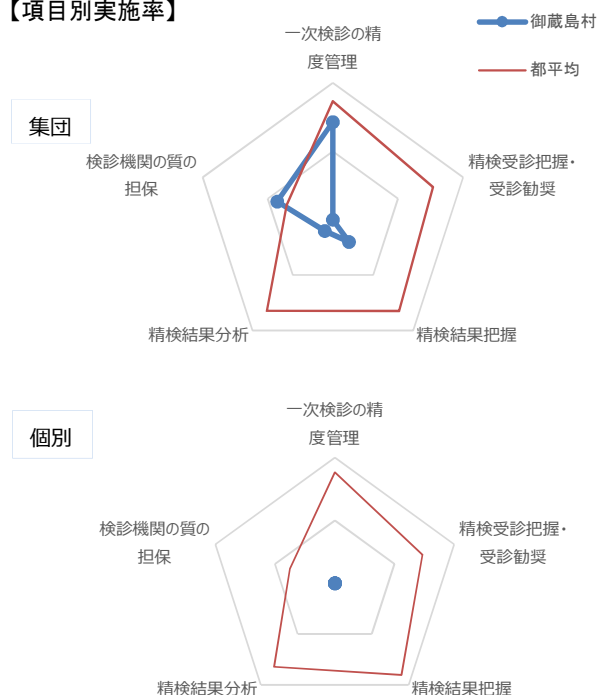 【項目別実施率】
御蔵島村
都平均
集団
一次検診の精
度管理
精検受診把握・
受診勧奨
精検結果把握
精検結果分析
検診機関の質の
担保
個別
一次検診の精
度管理
精検受診把握・
受診勧奨
精検結果把握
精検結果分析
検診機関の質の
担保